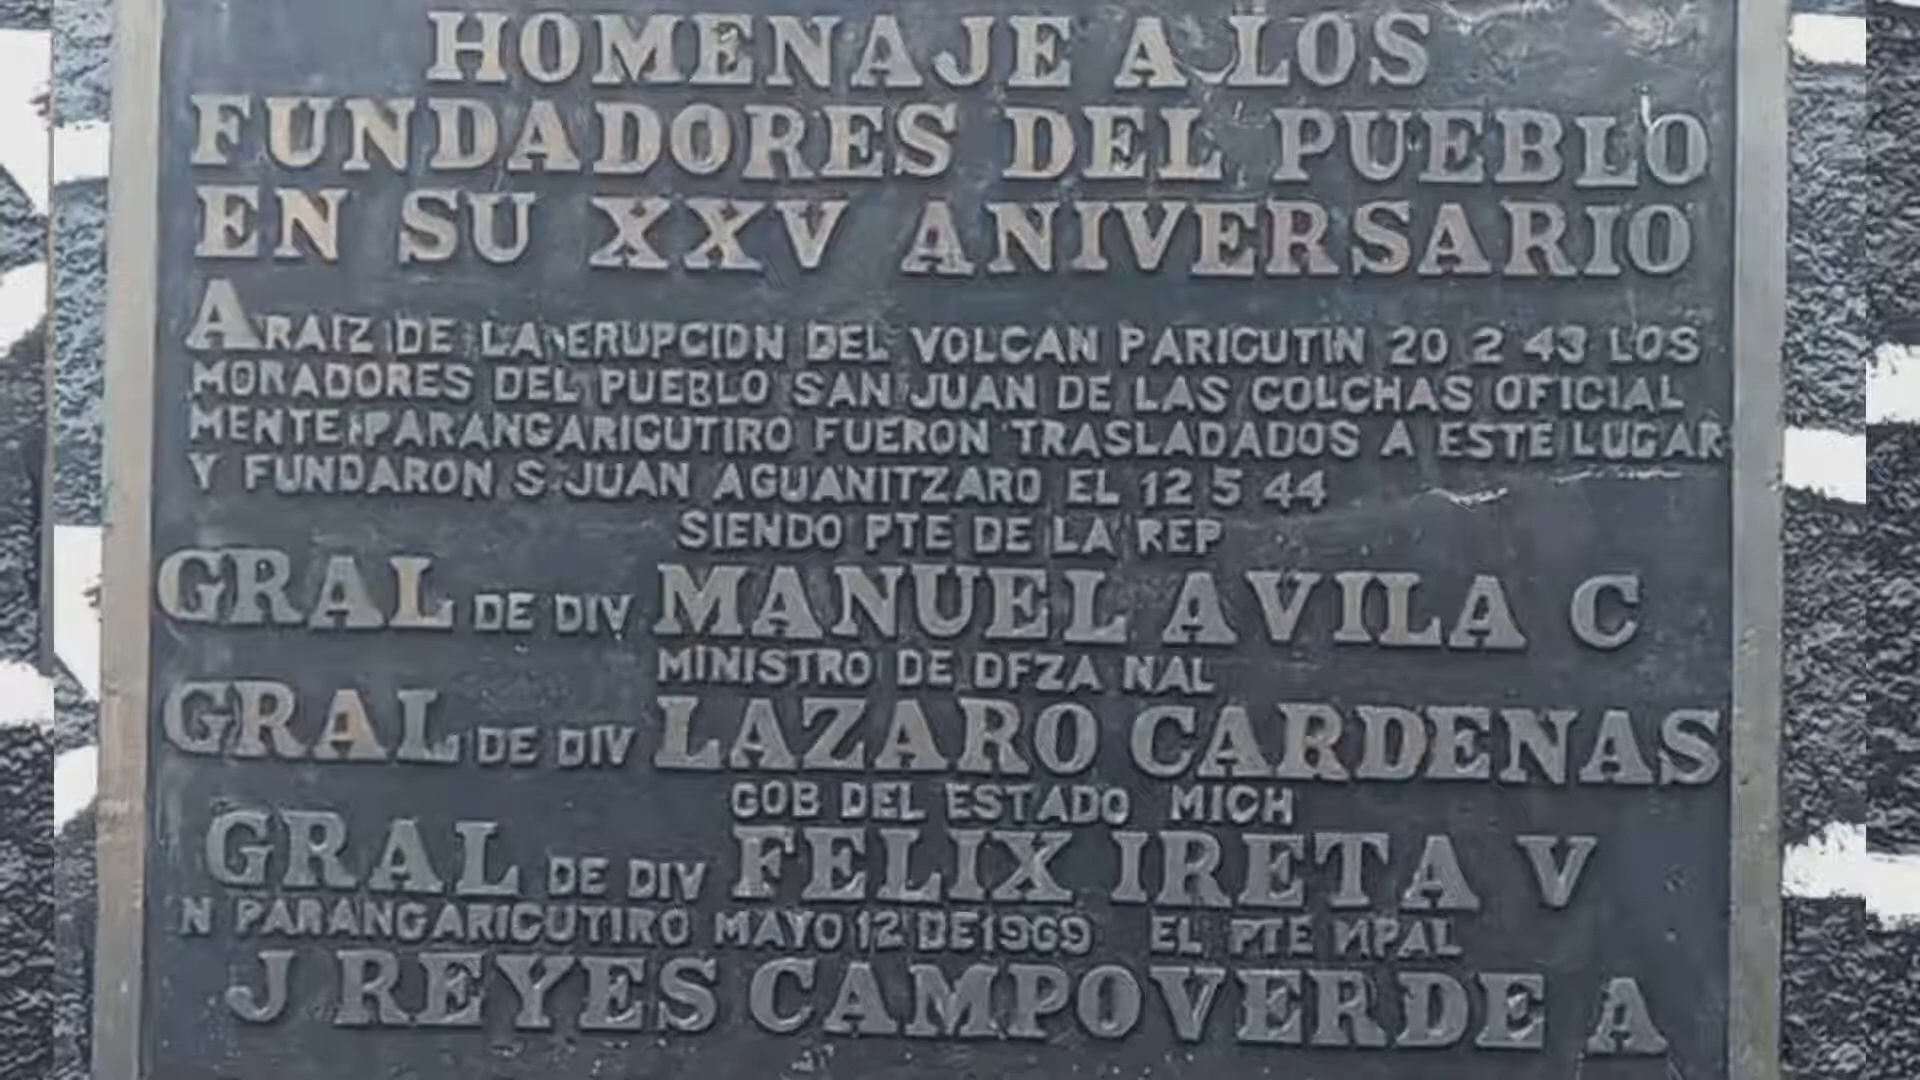 HOMENAJE A LOS
FUNDADORES DEL PUEBLO
EN SU XXV ANIVERSARIO
A RAIZ DE LA ERUPCION DEL VOLCAN PARICUTIN 20 2 43 LOS
MORADORES DEL PUEBLO SAN JUAN DE LAS COLCHAS OFICIAL
MENTE PARANGARICUTIRO FUERON TRASLADADOS A ESTE LUGAR
Y FUNDARON S. JUAN AGUANITZARO EL 12 5 44
SIENDO PTE DE LA REP
GRAL DE DIV MANUEL AVILA C
MINISTRO DE DFZA NAL
GRAL DE DIV LAZARO CARDENAS
GOB DEL ESTADO MICH
GRAL DE DIV FELIX IRETA V
N PARANGARICUTIRO MAYO 12 DE 1969 EL PTE MPAL
J REYES CAMPOVERDE A